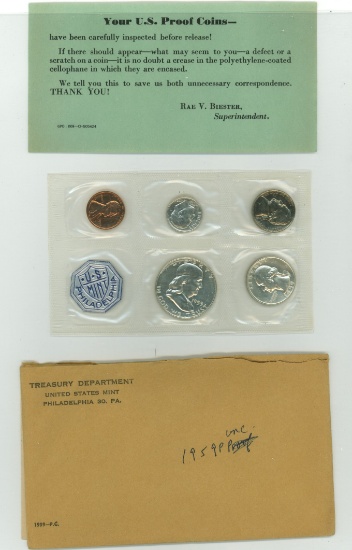 Your U.S. Proof Coins—
have been carefully inspected before release!
If there should appear—what may seem to you—a defect or a
scratch on a coin—it is no doubt a crease in the polyethylene-coated
cellophane in which they are encased.
We tell you this to save us both unnecessary correspondence.
THANK YOU!
Rae V. Biester,
Superintendent.
U.S.
MINT
PHILADELPHIA
TREASURY DEPARTMENT
UNITED STATES MINT
PHILADELPHIA 30, PA.
unc.
1959P Proof
1959—P.C.